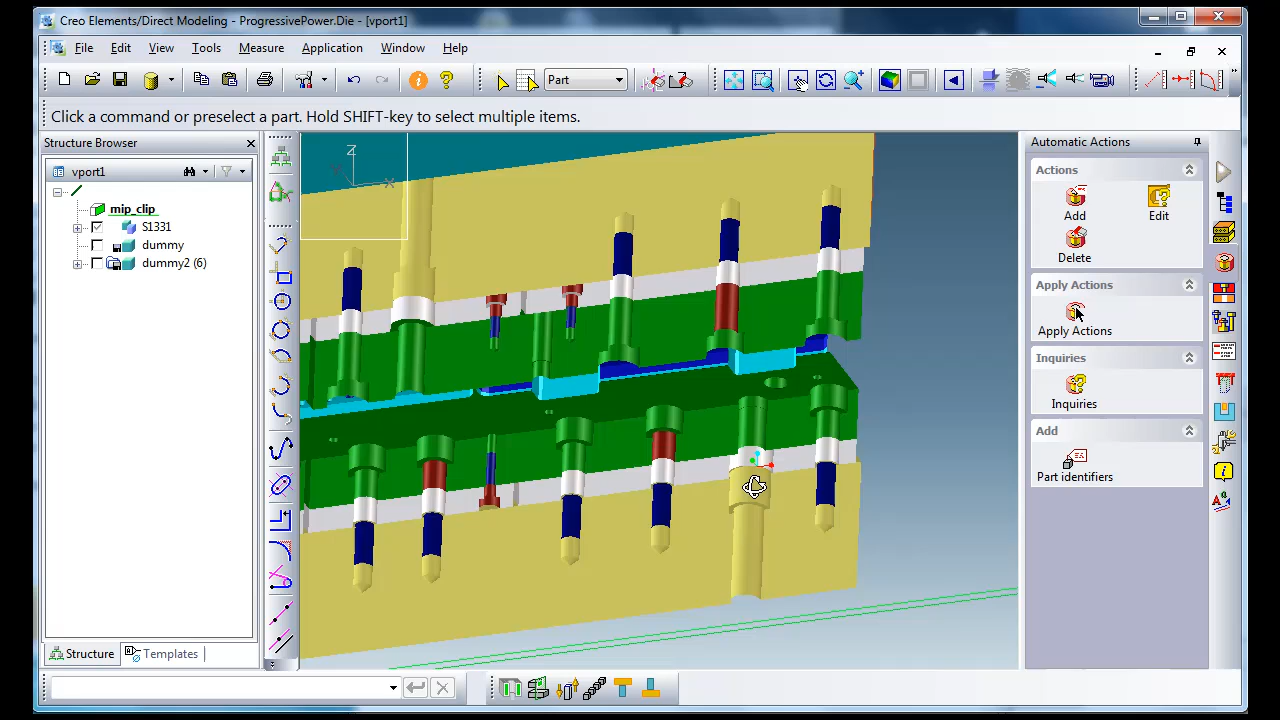 Creo Elements/Direct Modeling - ProgressivePower.Die - [vport1]
File Edit View Tools Measure Application Window Help
Part
Click a command or preselect a part. Hold SHIFT-key to select multiple items.
Structure Browser
vport1
mip_clip
S1331
dummy
dummy2 (6)
Structure
Templates
Z
X
Automatic Actions
Actions
Add
Edit
Delete
Apply Actions
Apply Actions
Inquiries
Inquiries
Add
Part identifiers